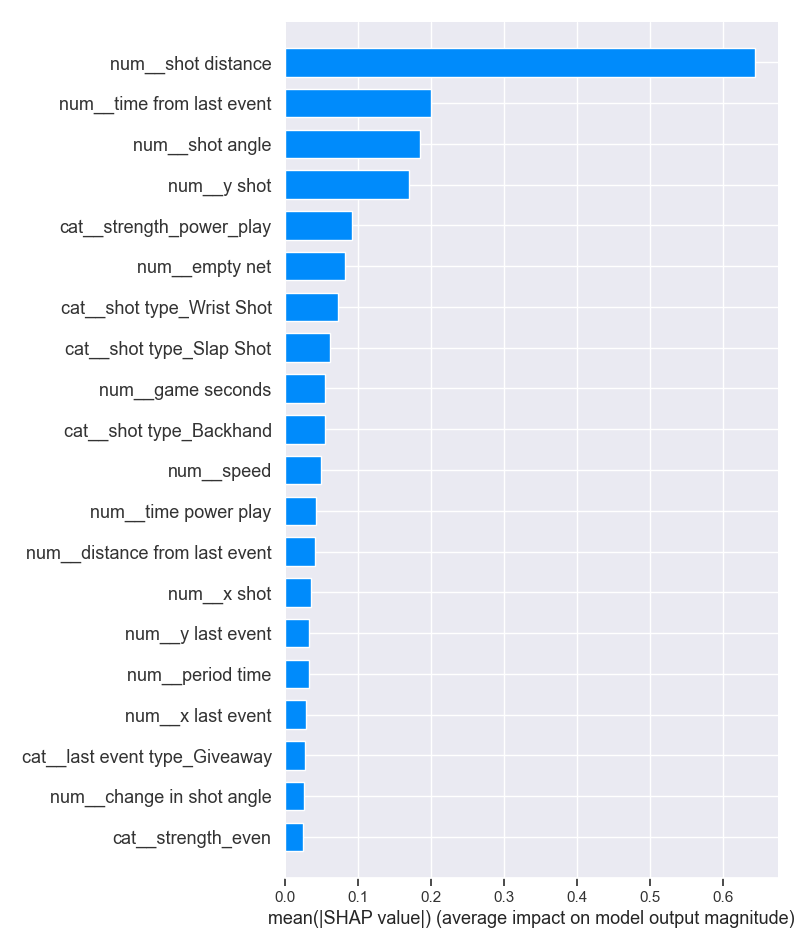 num__shot distance
num__time from last event
num__shot angle
num__y shot
cat__strength_power_play
num__empty net
cat__shot type_Wrist Shot
cat__shot type_Slap Shot
num__game seconds
cat__shot type_Backhand
num__speed
num__time power play
num__distance from last event
num__x shot
num__y last event
num__period time
num__x last event
cat__last event type_Giveaway
num__change in shot angle
cat__strength_even
0.0 0.1 0.2 0.3 0.4 0.5 0.6
mean(|SHAP value|) (average impact on model output magnitude)